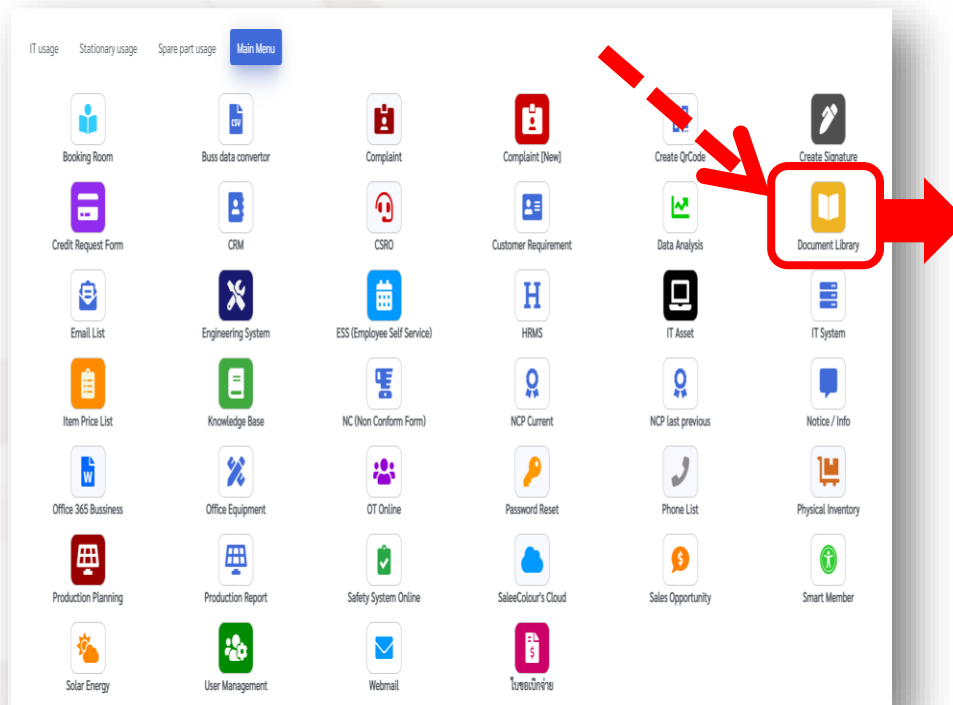 IT usage Stationary usage Spare part usage Main Menu
CSV
Booking Room Buss data convertor Complaint Complaint [New] Create QrCode Create Signature
Credit Request Form CRM CSRO Customer Requirement Data Analysis Document Library
H
Email List Engineering System ESS (Employee Self Service) HRMS IT Asset IT System
Item Price List Knowledge Base NC (Non Conform Form) NCP Current NCP last previous Notice / Info
W
Office 365 Bussiness Office Equipment OT Online Password Reset Phone List Physical Inventory
$
Production Planning Production Report Safety System Online SaleeColour's Cloud Sales Opportunity Smart Member
$
Solar Energy User Management Webmail ใบขอเบิกจ่าย